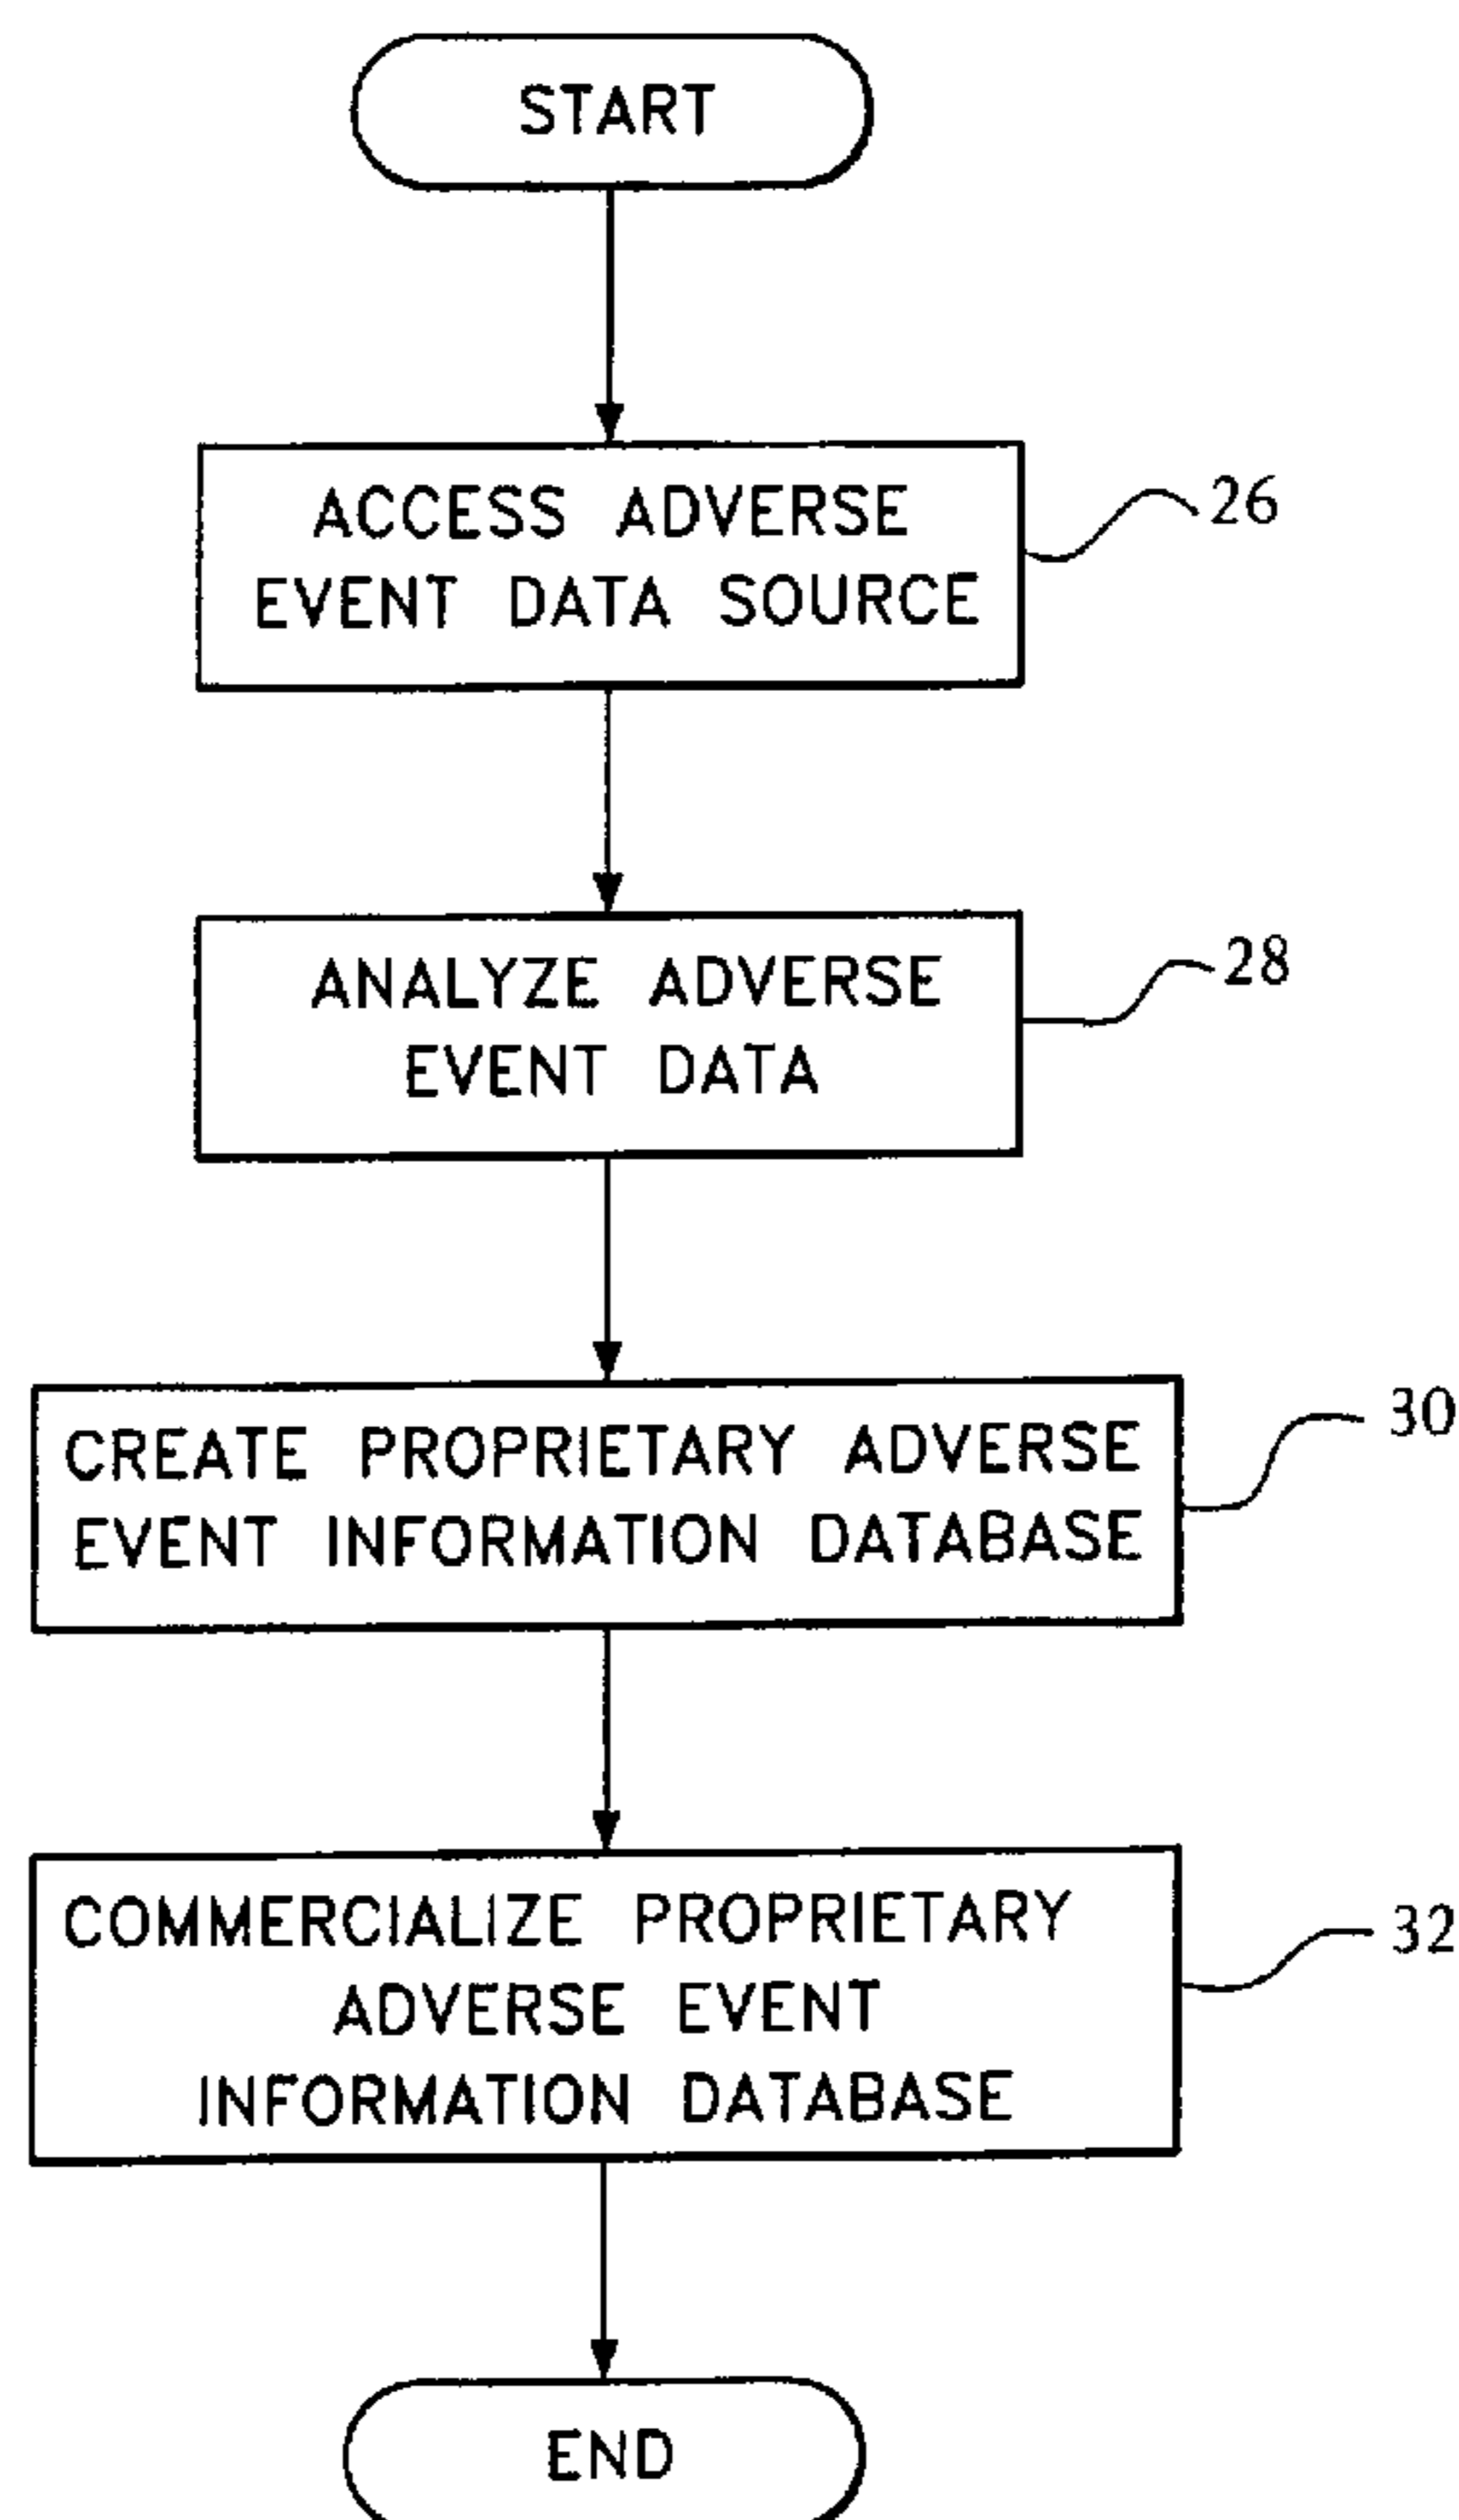 START
ACCESS ADVERSE
EVENT DATA SOURCE
26
ANALYZE ADVERSE
EVENT DATA
28
CREATE PROPRIETARY ADVERSE
EVENT INFORMATION DATABASE
30
COMMERCIALIZE PROPRIETARY
ADVERSE EVENT
INFORMATION DATABASE
32
END